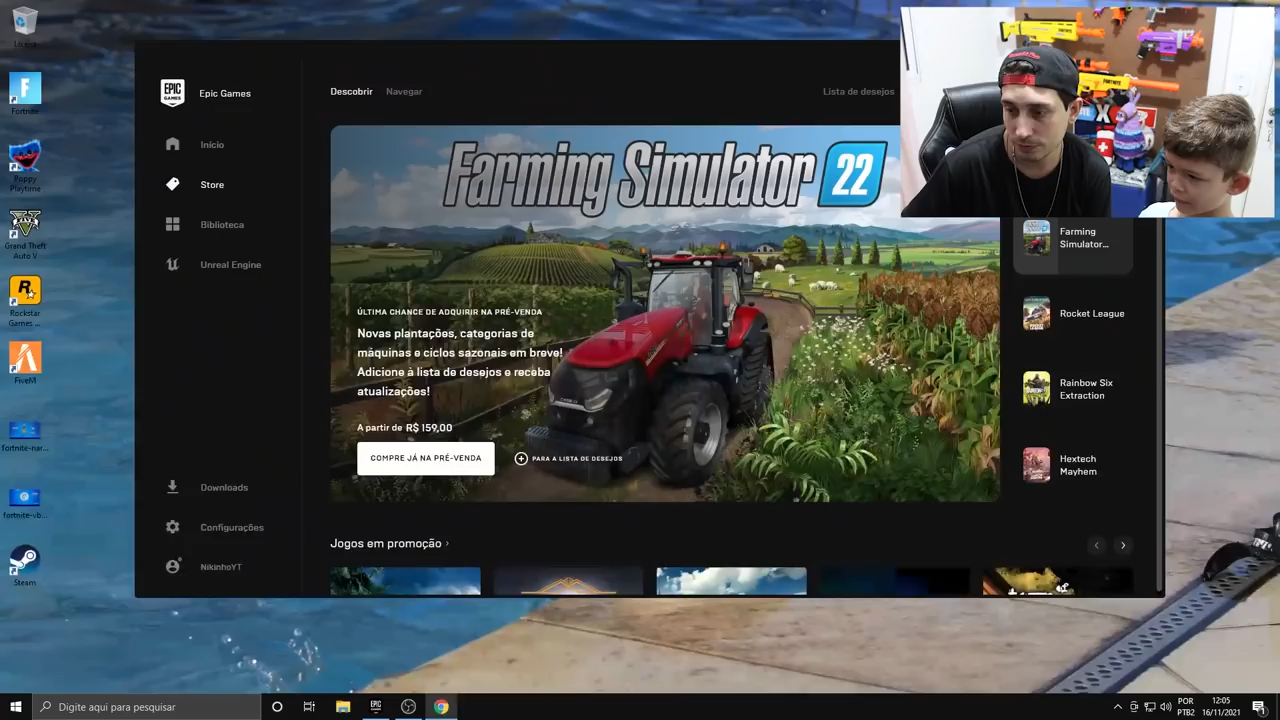 Lixeira
Fortnite
Poppy
Playtime
Grand Theft
Auto V
Rockstar
Games ...
FiveM
fortnite-nav...
fortnite-vb...
Steam
EPIC
GAMES
Epic Games
Início
Store
Biblioteca
Unreal Engine
Downloads
Configurações
NikinhoYT
Descobrir
Navegar
Lista de desejos
Farming Simulator 22
ÚLTIMA CHANCE DE ADQUIRIR NA PRÉ-VENDA
Novas plantações, categorias de
máquinas e ciclos sazonais em breve!
Adicione à lista de desejos e receba
atualizações!
A partir de R$ 159,00
COMPRE JÁ NA PRÉ-VENDA
PARA A LISTA DE DESEJOS
Farming
Simulator...
Rocket League
Rainbow Six
Extraction
Hextech
Mayhem
Jogos em promoção
Digite aqui para pesquisar
EPIC
POR
PTB2
12:05
16/11/2021